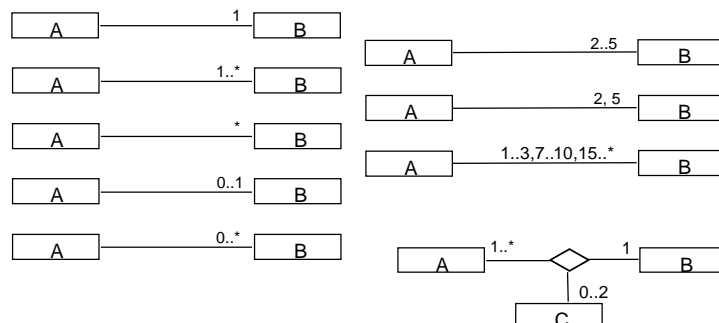 A 1 B
A 1..* B
A * B
A 0..1 B
A 0..* B
A 2..5 B
A 2, 5 B
A 1..3,7..10,15..* B
A 1..* 1 B
0..2
C